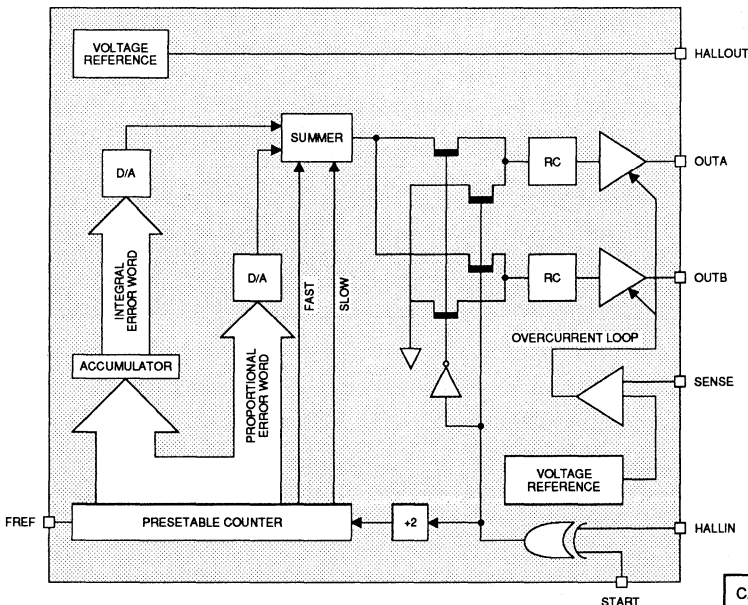 VOLTAGE
REFERENCE
HALLOUT
SUMMER
D/A
RC
OUTA
INTEGRAL
ERROR WORD
D/A
FAST
SLOW
RC
OUTB
PROPORTIONAL
ERROR WORD
OVERCURRENT LOOP
ACCUMULATOR
SENSE
VOLTAGE
REFERENCE
FREF
PRESETABLE COUNTER
+2
HALLIN
START